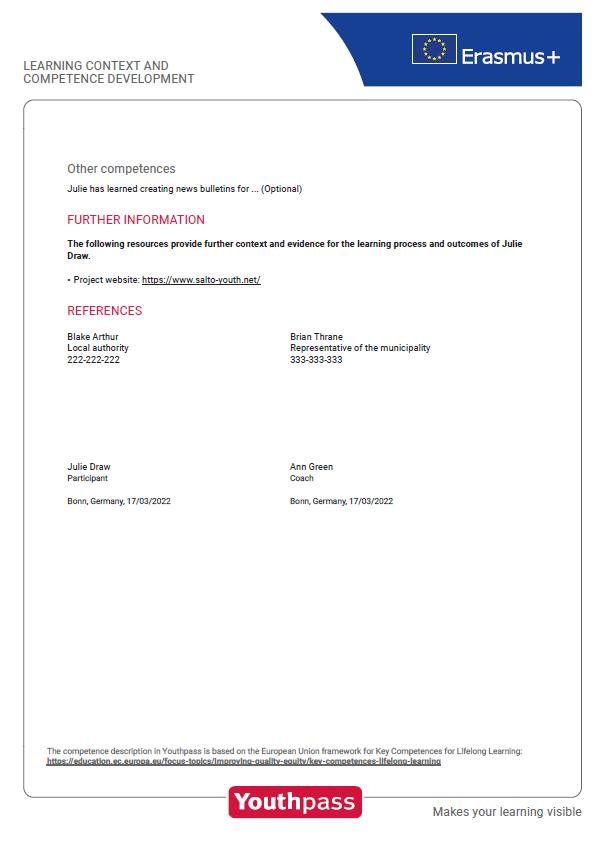 LEARNING CONTEXT AND
COMPETENCE DEVELOPMENT
Erasmus+
Other competences
Julie has learned creating news bulletins for ... (Optional)
FURTHER INFORMATION
The following resources provide further context and evidence for the learning process and outcomes of Julie
Draw.
• Project website: https://www.salto-youth.net/
REFERENCES
Blake Arthur
Local authority
222-222-222
Brian Thrane
Representative of the municipality
333-333-333
Julie Draw
Participant
Bonn, Germany, 17/03/2022
Ann Green
Coach
Bonn, Germany, 17/03/2022
The competence description in Youthpass is based on the European Union framework for Key Competences for Lifelong Learning:
https://education.ec.europa.eu/focus-topics/improving-quality-equity/key-competences-lifelong-learning
Youthpass
Makes your learning visible